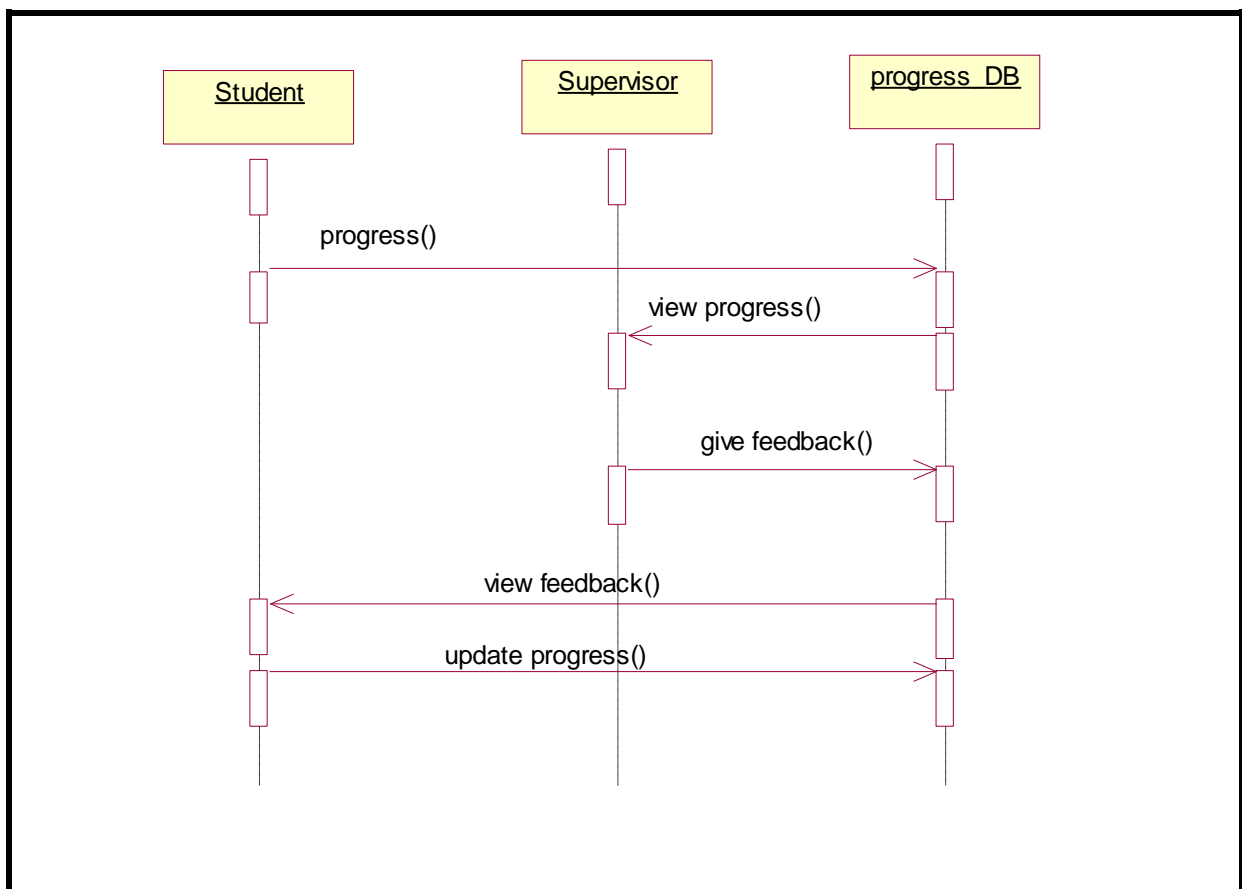 Student
Supervisor
progress_DB
progress()
view progress()
give feedback()
view feedback()
update progress()